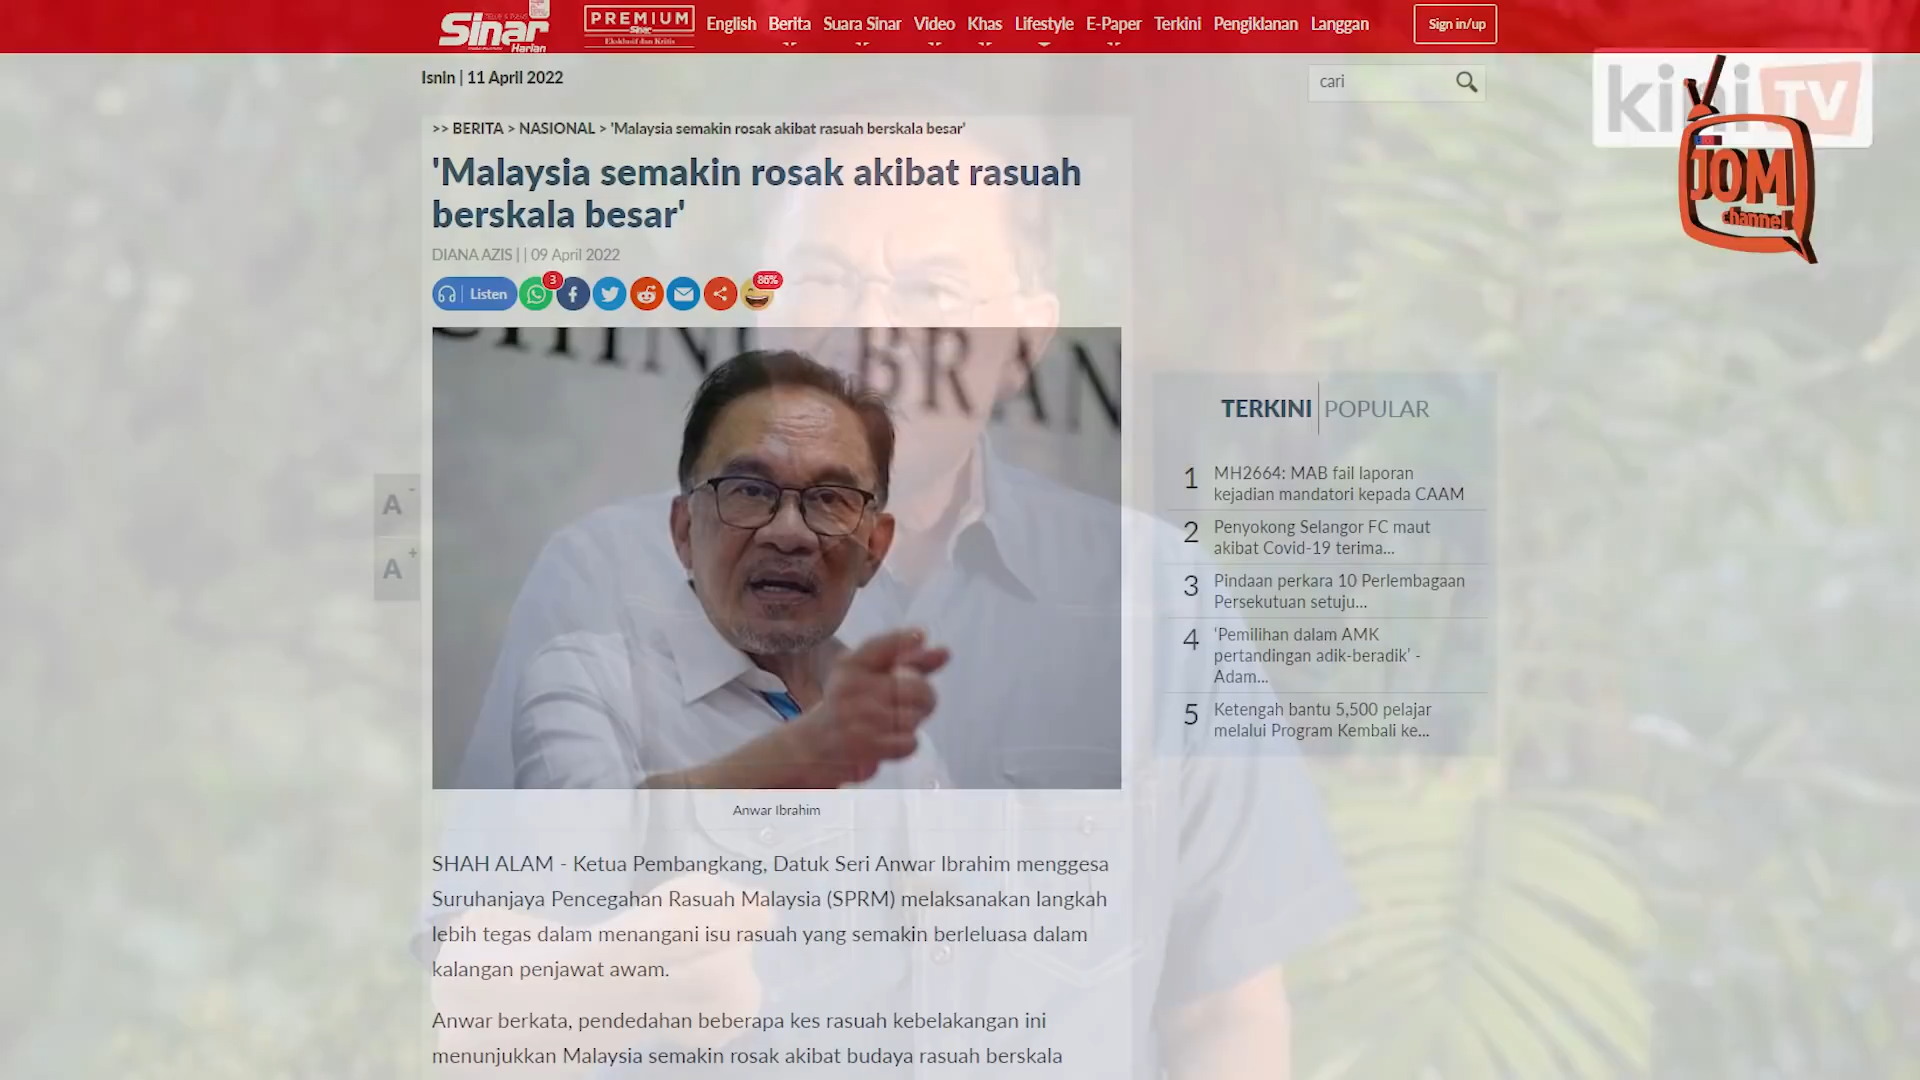 Sinar
Harian
PREMIUM
Sinar
Eksklusif dan Kritis
English Berita Suara Sinar Video Khas Lifestyle E-Paper Terkini Pengiklanan Langgan
Sign in/up
Isnin | 11 April 2022
cari
kini TV
JOM
channel
>> BERITA > NASIONAL > 'Malaysia semakin rosak akibat rasuah berskala besar'
'Malaysia semakin rosak akibat rasuah
berskala besar'
DIANA AZIS | | 09 April 2022
Listen
3
86%
BRAN
A-
A+
Anwar Ibrahim
TERKINI POPULAR
1 MH2664: MAB fail laporan
kejadian mandatori kepada CAAM
2 Penyokong Selangor FC maut
akibat Covid-19 terima...
3 Pindaan perkara 10 Perlembagaan
Persekutuan setuju...
4 ‘Pemilihan dalam AMK
pertandingan adik-beradik’ -
Adam...
5 Ketengah bantu 5,500 pelajar
melalui Program Kembali ke...
SHAH ALAM - Ketua Pembangkang, Datuk Seri Anwar Ibrahim menggesa
Suruhanjaya Pencegahan Rasuah Malaysia (SPRM) melaksanakan langkah
lebih tegas dalam menangani isu rasuah yang semakin berleluasa dalam
kalangan penjawat awam.
Anwar berkata, pendedahan beberapa kes rasuah kebelakangan ini
menunjukkan Malaysia semakin rosak akibat budaya rasuah berskala